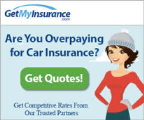 GetMyInsurance
.com
Are You Overpaying
for Car Insurance?
Get Quotes!
Get Competitive Rates From
Our Trusted Partners